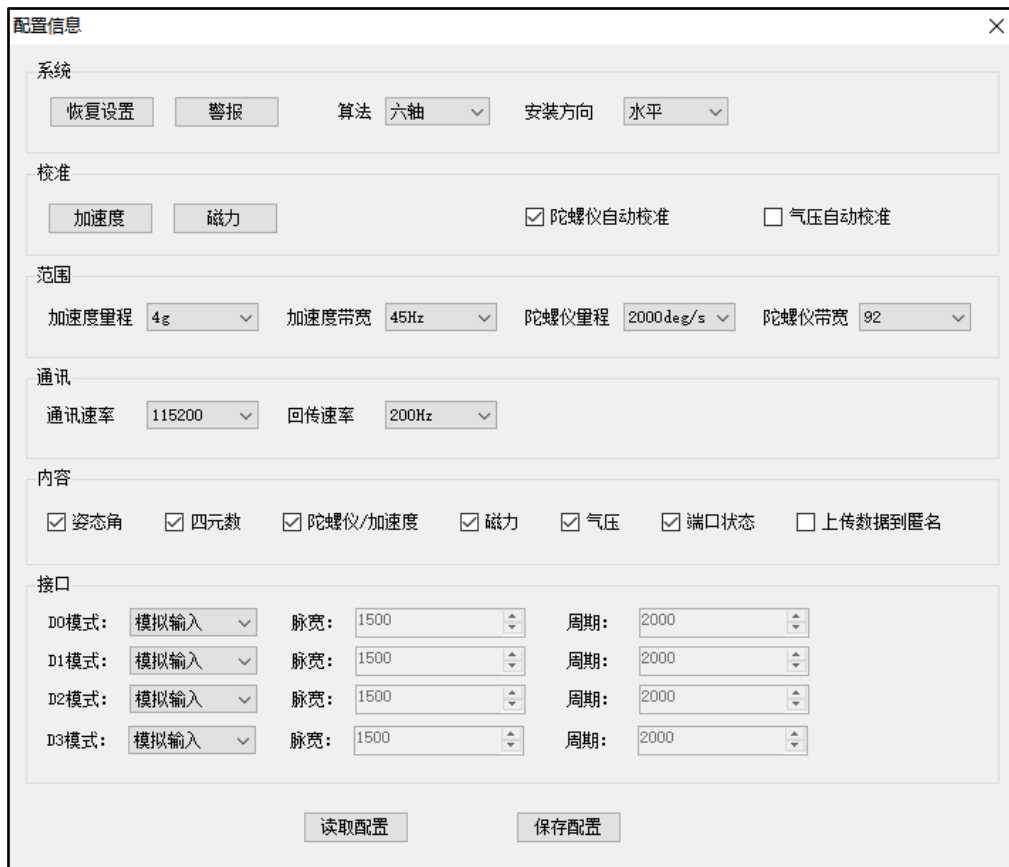 配置信息
系统
恢复设置 警报 算法 六轴 安装方向 水平
校准
加速度 磁力 陀螺仪自动校准 气压自动校准
范围
加速度量程 4g 加速度带宽 45Hz 陀螺仪量程 2000deg/s 陀螺仪带宽 92
通讯
通讯速率 115200 回传速率 200Hz
内容
姿态角 四元数 陀螺仪/加速度 磁力 气压 端口状态 上传数据到匿名
接口
D0模式: 模拟输入 脉宽: 1500 周期: 2000
D1模式: 模拟输入 脉宽: 1500 周期: 2000
D2模式: 模拟输入 脉宽: 1500 周期: 2000
D3模式: 模拟输入 脉宽: 1500 周期: 2000
读取配置 保存配置